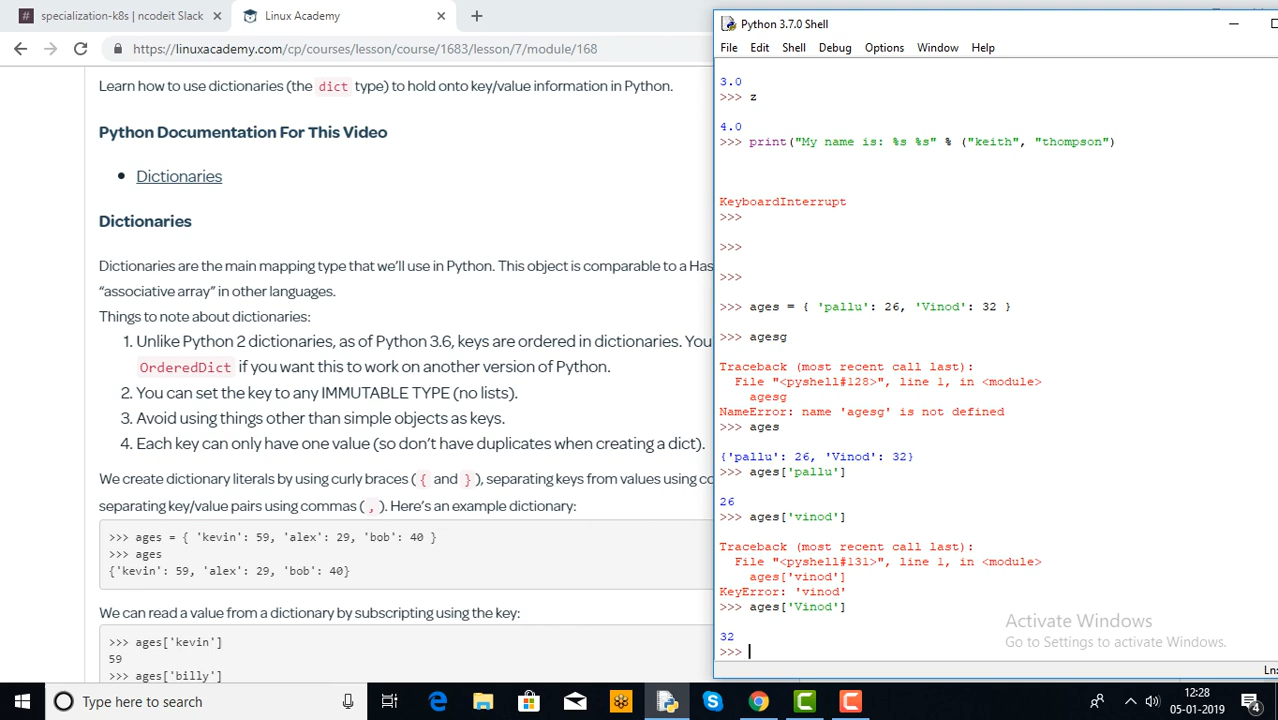 specialization-k8s | ncodeit Slack
Linux Academy
https://linuxacademy.com/cp/courses/lesson/course/1683/lesson/7/module/168
Learn how to use dictionaries (the dict type) to hold onto key/value information in Python.
Python Documentation For This Video
Dictionaries
Dictionaries
Dictionaries are the main mapping type that we'll use in Python. This object is comparable to a Has
“associative array” in other languages.
Things to note about dictionaries:
1. Unlike Python 2 dictionaries, as of Python 3.6, keys are ordered in dictionaries. You
OrderedDict if you want this to work on another version of Python.
2. You can set the key to any IMMUTABLE TYPE (no lists).
3. Avoid using things other than simple objects as keys.
4. Each key can only have one value (so don't have duplicates when creating a dict).
We create dictionary literals by using curly braces ( { and } ), separating keys from values using co
separating key/value pairs using commas ( , ). Here's an example dictionary:
>>> ages = { 'kevin': 59, 'alex': 29, 'bob': 40 }
>>> ages
{'kevin': 59, 'alex': 29, 'bob': 40}
We can read a value from a dictionary by subscripting using the key:
>>> ages['kevin']
59
>>> ages['billy']
Python 3.7.0 Shell
File Edit Shell Debug Options Window Help
3.0
>>> z
4.0
>>> print("My name is: %s %s" % ("keith", "thompson")
KeyboardInterrupt
>>>
>>>
>>>
>>> ages = { 'pallu': 26, 'Vinod': 32 }
>>> agesg
Traceback (most recent call last):
File "<pyshell#128>", line 1, in <module>
agesg
NameError: name 'agesg' is not defined
>>> ages
{'pallu': 26, 'Vinod': 32}
>>> ages['pallu']
26
>>> ages['vinod']
Traceback (most recent call last):
File "<pyshell#131>", line 1, in <module>
ages['vinod']
KeyError: 'vinod'
>>> ages['Vinod']
32
>>>
Activate Windows
Go to Settings to activate Windows.
Ln:
Type here to search
12:28
05-01-2019
4